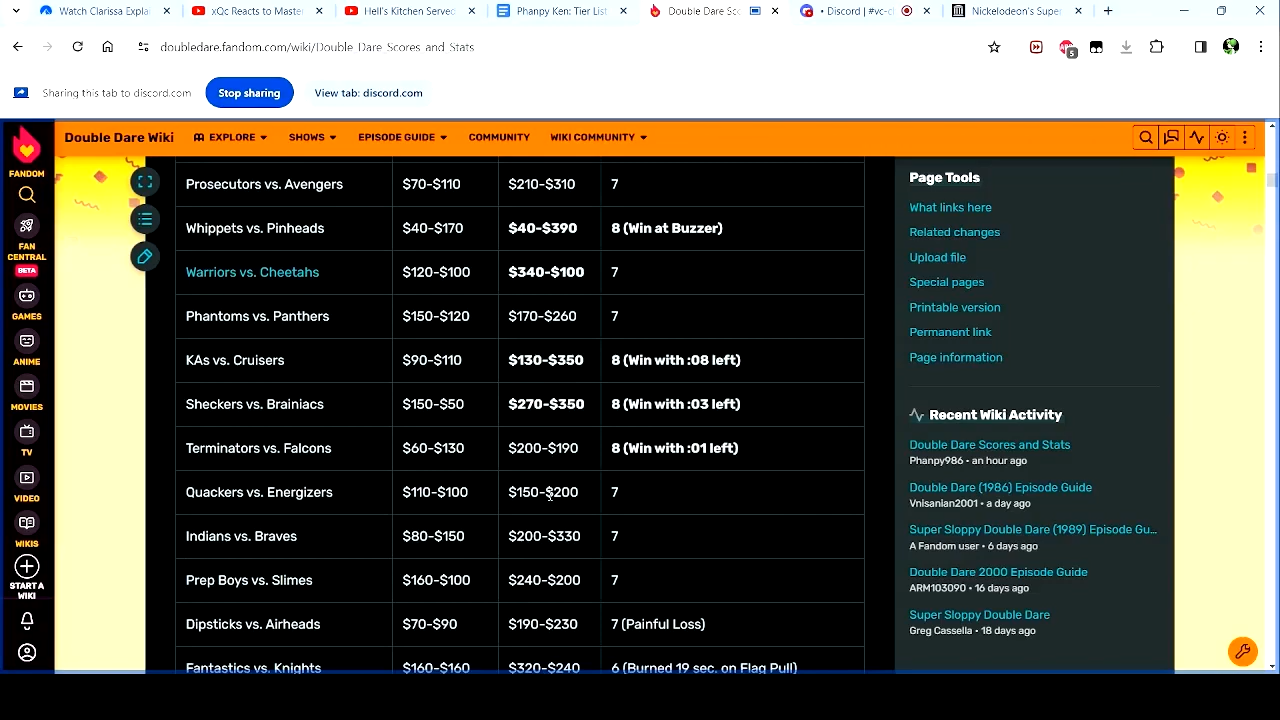 Watch Clarissa Expla
xQc Reacts to Master
Hell's Kitchen Served
Phanpy Ken: Tier List
Double Dare Sco
• Discord | #vc-cl
Nickelodeon's Super
doubledare.fandom.com/wiki/Double_Dare_Scores_and_Stats
5
Sharing this tab to discord.com
Stop sharing
View tab: discord.com
FANDOM
FAN CENTRAL
BETA
GAMES
ANIME
MOVIES
TV
VIDEO
WIKIS
START A WIKI
Double Dare Wiki
EXPLORE
SHOWS
EPISODE GUIDE
COMMUNITY
WIKI COMMUNITY
Prosecutors vs. Avengers $70-$110 $210-$310 7
Whippets vs. Pinheads $40-$170 $40-$390 8 (Win at Buzzer)
Warriors vs. Cheetahs $120-$100 $340-$100 7
Phantoms vs. Panthers $150-$120 $170-$260 7
KAs vs. Cruisers $90-$110 $130-$350 8 (Win with :08 left)
Sheckers vs. Brainiacs $150-$50 $270-$350 8 (Win with :03 left)
Terminators vs. Falcons $60-$130 $200-$190 8 (Win with :01 left)
Quackers vs. Energizers $110-$100 $150-$200 7
Indians vs. Braves $80-$150 $200-$330 7
Prep Boys vs. Slimes $160-$100 $240-$200 7
Dipsticks vs. Airheads $70-$90 $190-$230 7 (Painful Loss)
Fantastics vs. Knights $160-$160 $320-$240 6 (Burned 19 sec. on Flag Pull)
Page Tools
What links here
Related changes
Upload file
Special pages
Printable version
Permanent link
Page information
Recent Wiki Activity
Double Dare Scores and Stats
Phanpy986 • an hour ago
Double Dare (1986) Episode Guide
Vnisanian2001 • a day ago
Super Sloppy Double Dare (1989) Episode Gu...
A Fandom user • 6 days ago
Double Dare 2000 Episode Guide
ARM103090 • 16 days ago
Super Sloppy Double Dare
Greg Cassella • 18 days ago